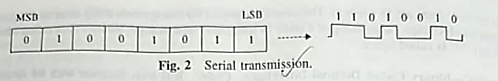 MSD LSD 1 1 0 1 0 0 1 0
0 1 0 0 1 0 1 1
Fig. 2 Serial transmission.